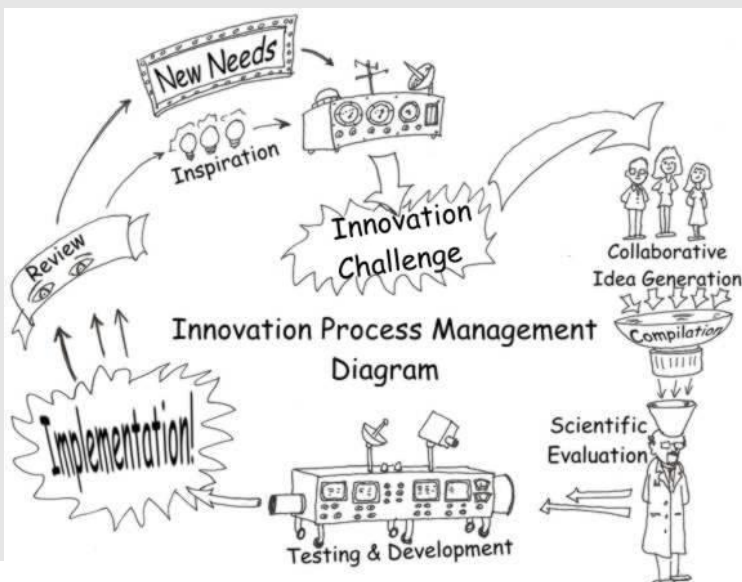 New Needs
Inspiration
Innovation
Challenge
Collaborative
Idea Generation
Compilation
Scientific
Evaluation
Testing & Development
Implementation!
Review
Innovation Process Management
Diagram